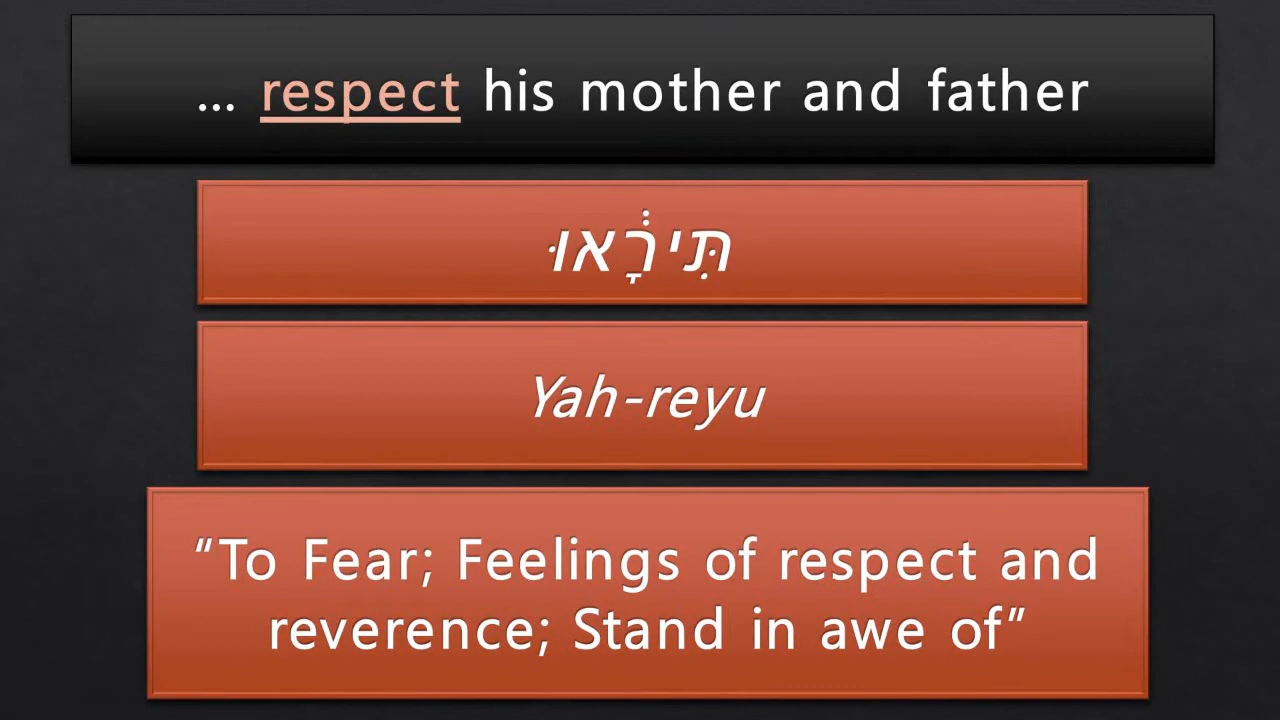 ... respect his mother and father
תִּירָ֔אוּ
Yah-reyu
“To Fear; Feelings of respect and
reverence; Stand in awe of”